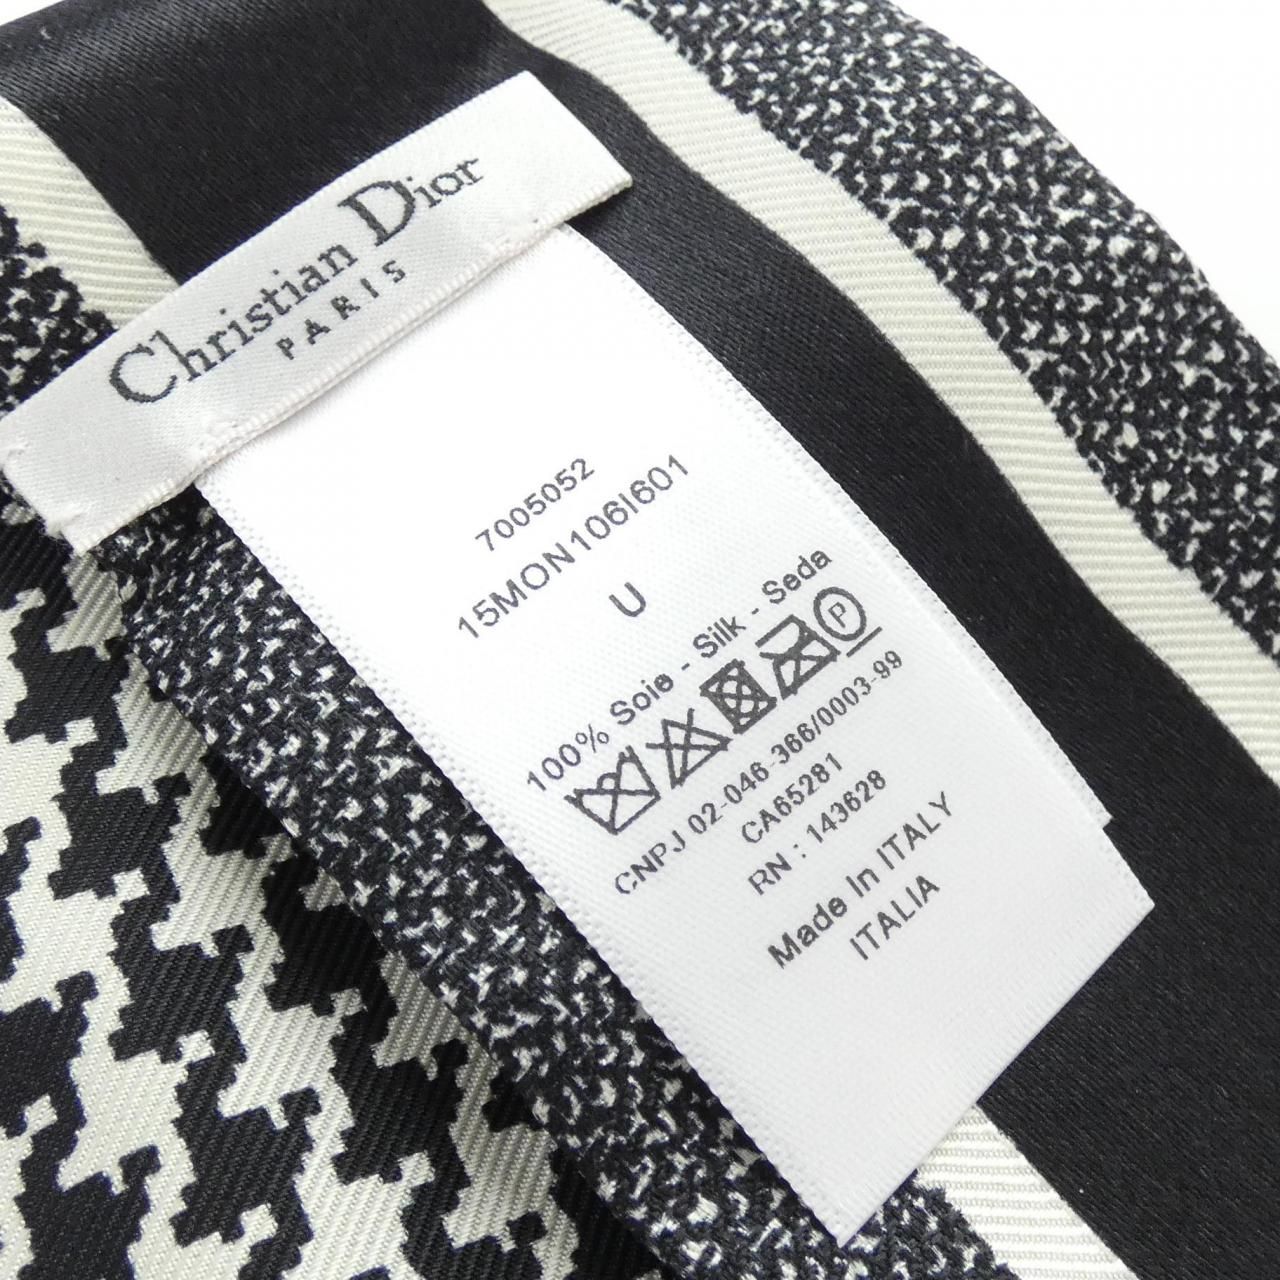 Christian Dior
PARIS
7005052
15MON106I601
U
100% Soie - Silk - Seda
P
CNPJ 02-046-366/0003-99
CA65281
RN : 143628
Made In ITALY
ITALIA